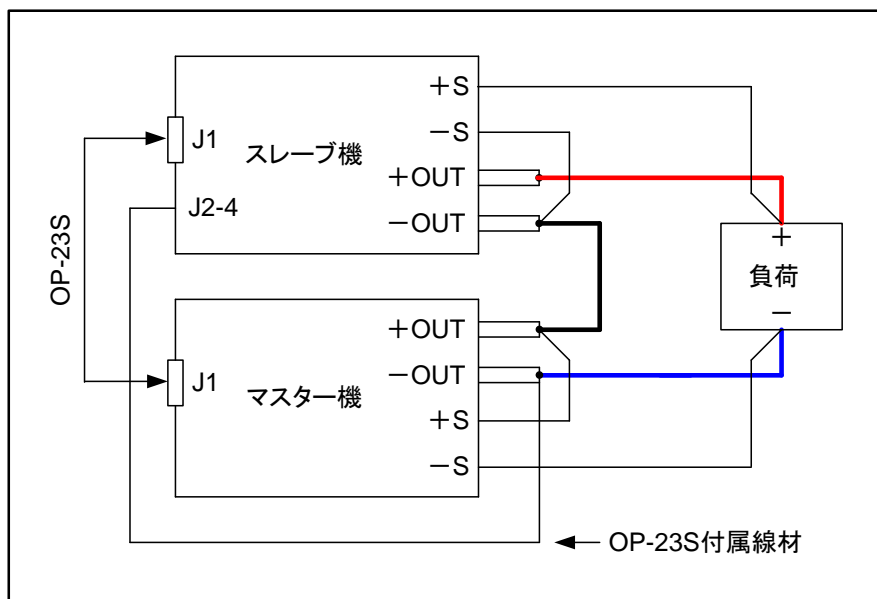 +S
-S
J1
スレーブ機
+OUT
J2-4
-OUT
OP-23S
+
負荷
-
+OUT
J1
-OUT
マスター機
+S
-S
OP-23S付属線材